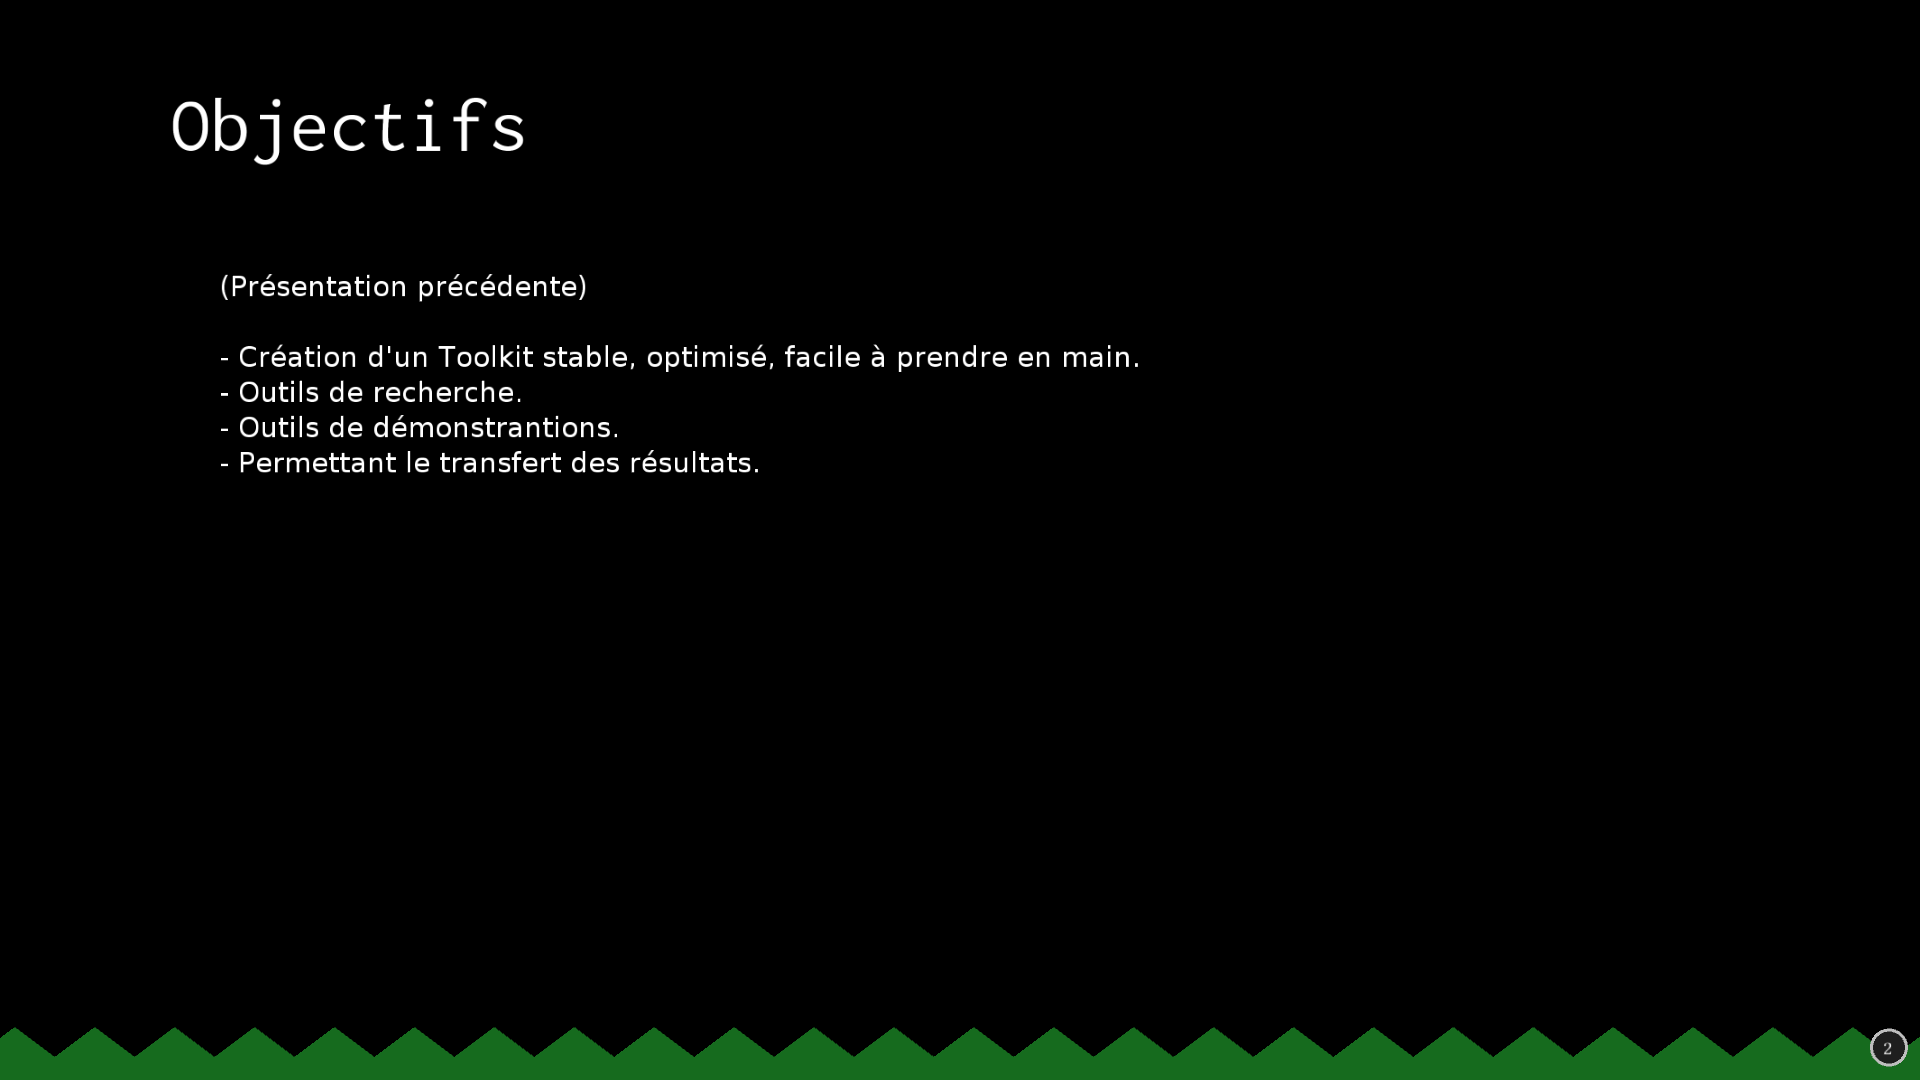 Objectifs
(Présentation précédente)
- Création d'un Toolkit stable, optimisé, facile à prendre en main.
- Outils de recherche.
- Outils de démonstrantions.
- Permettant le transfert des résultats.
2